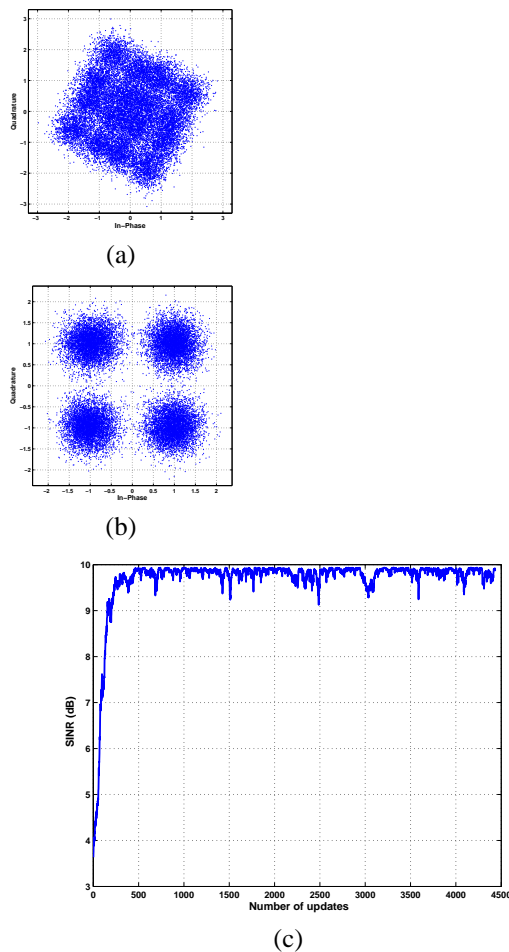 3
2
1
0
−1
−2
−3
Quadrature
−3 −2 −1 0 1 2 3
In−Phase
(a)
2
1.5
1
0.5
0
−0.5
−1
−1.5
−2
Quadrature
−2 −1.5 −1 −0.5 0 0.5 1 1.5 2
In−Phase
(b)
10
9
8
7
6
5
4
3
SINR (dB)
0 500 1000 1500 2000 2500 3000 3500 4000 4500
Number of updates
(c)